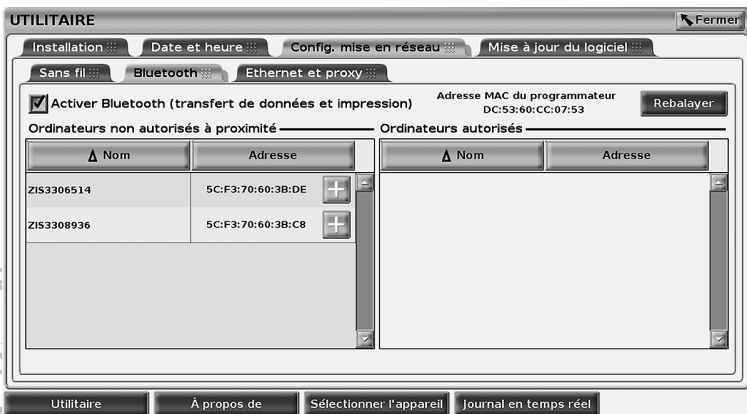 UTILITAIRE
Fermer
Installation Date et heure Config. mise en réseau Mise à jour du logiciel
Sans fil Bluetooth Ethernet et proxy
Activer Bluetooth (transfert de données et impression)
Adresse MAC du programmateur
DC:53:60:CC:07:53
Rebalayer
Ordinateurs non autorisés à proximité
Ordinateurs autorisés
Nom Adresse
Nom Adresse
ZIS3306514 5C:F3:70:60:3B:DE
ZIS3308936 5C:F3:70:60:3B:C8
Utilitaire À propos de Sélectionner l'appareil Journal en temps réel